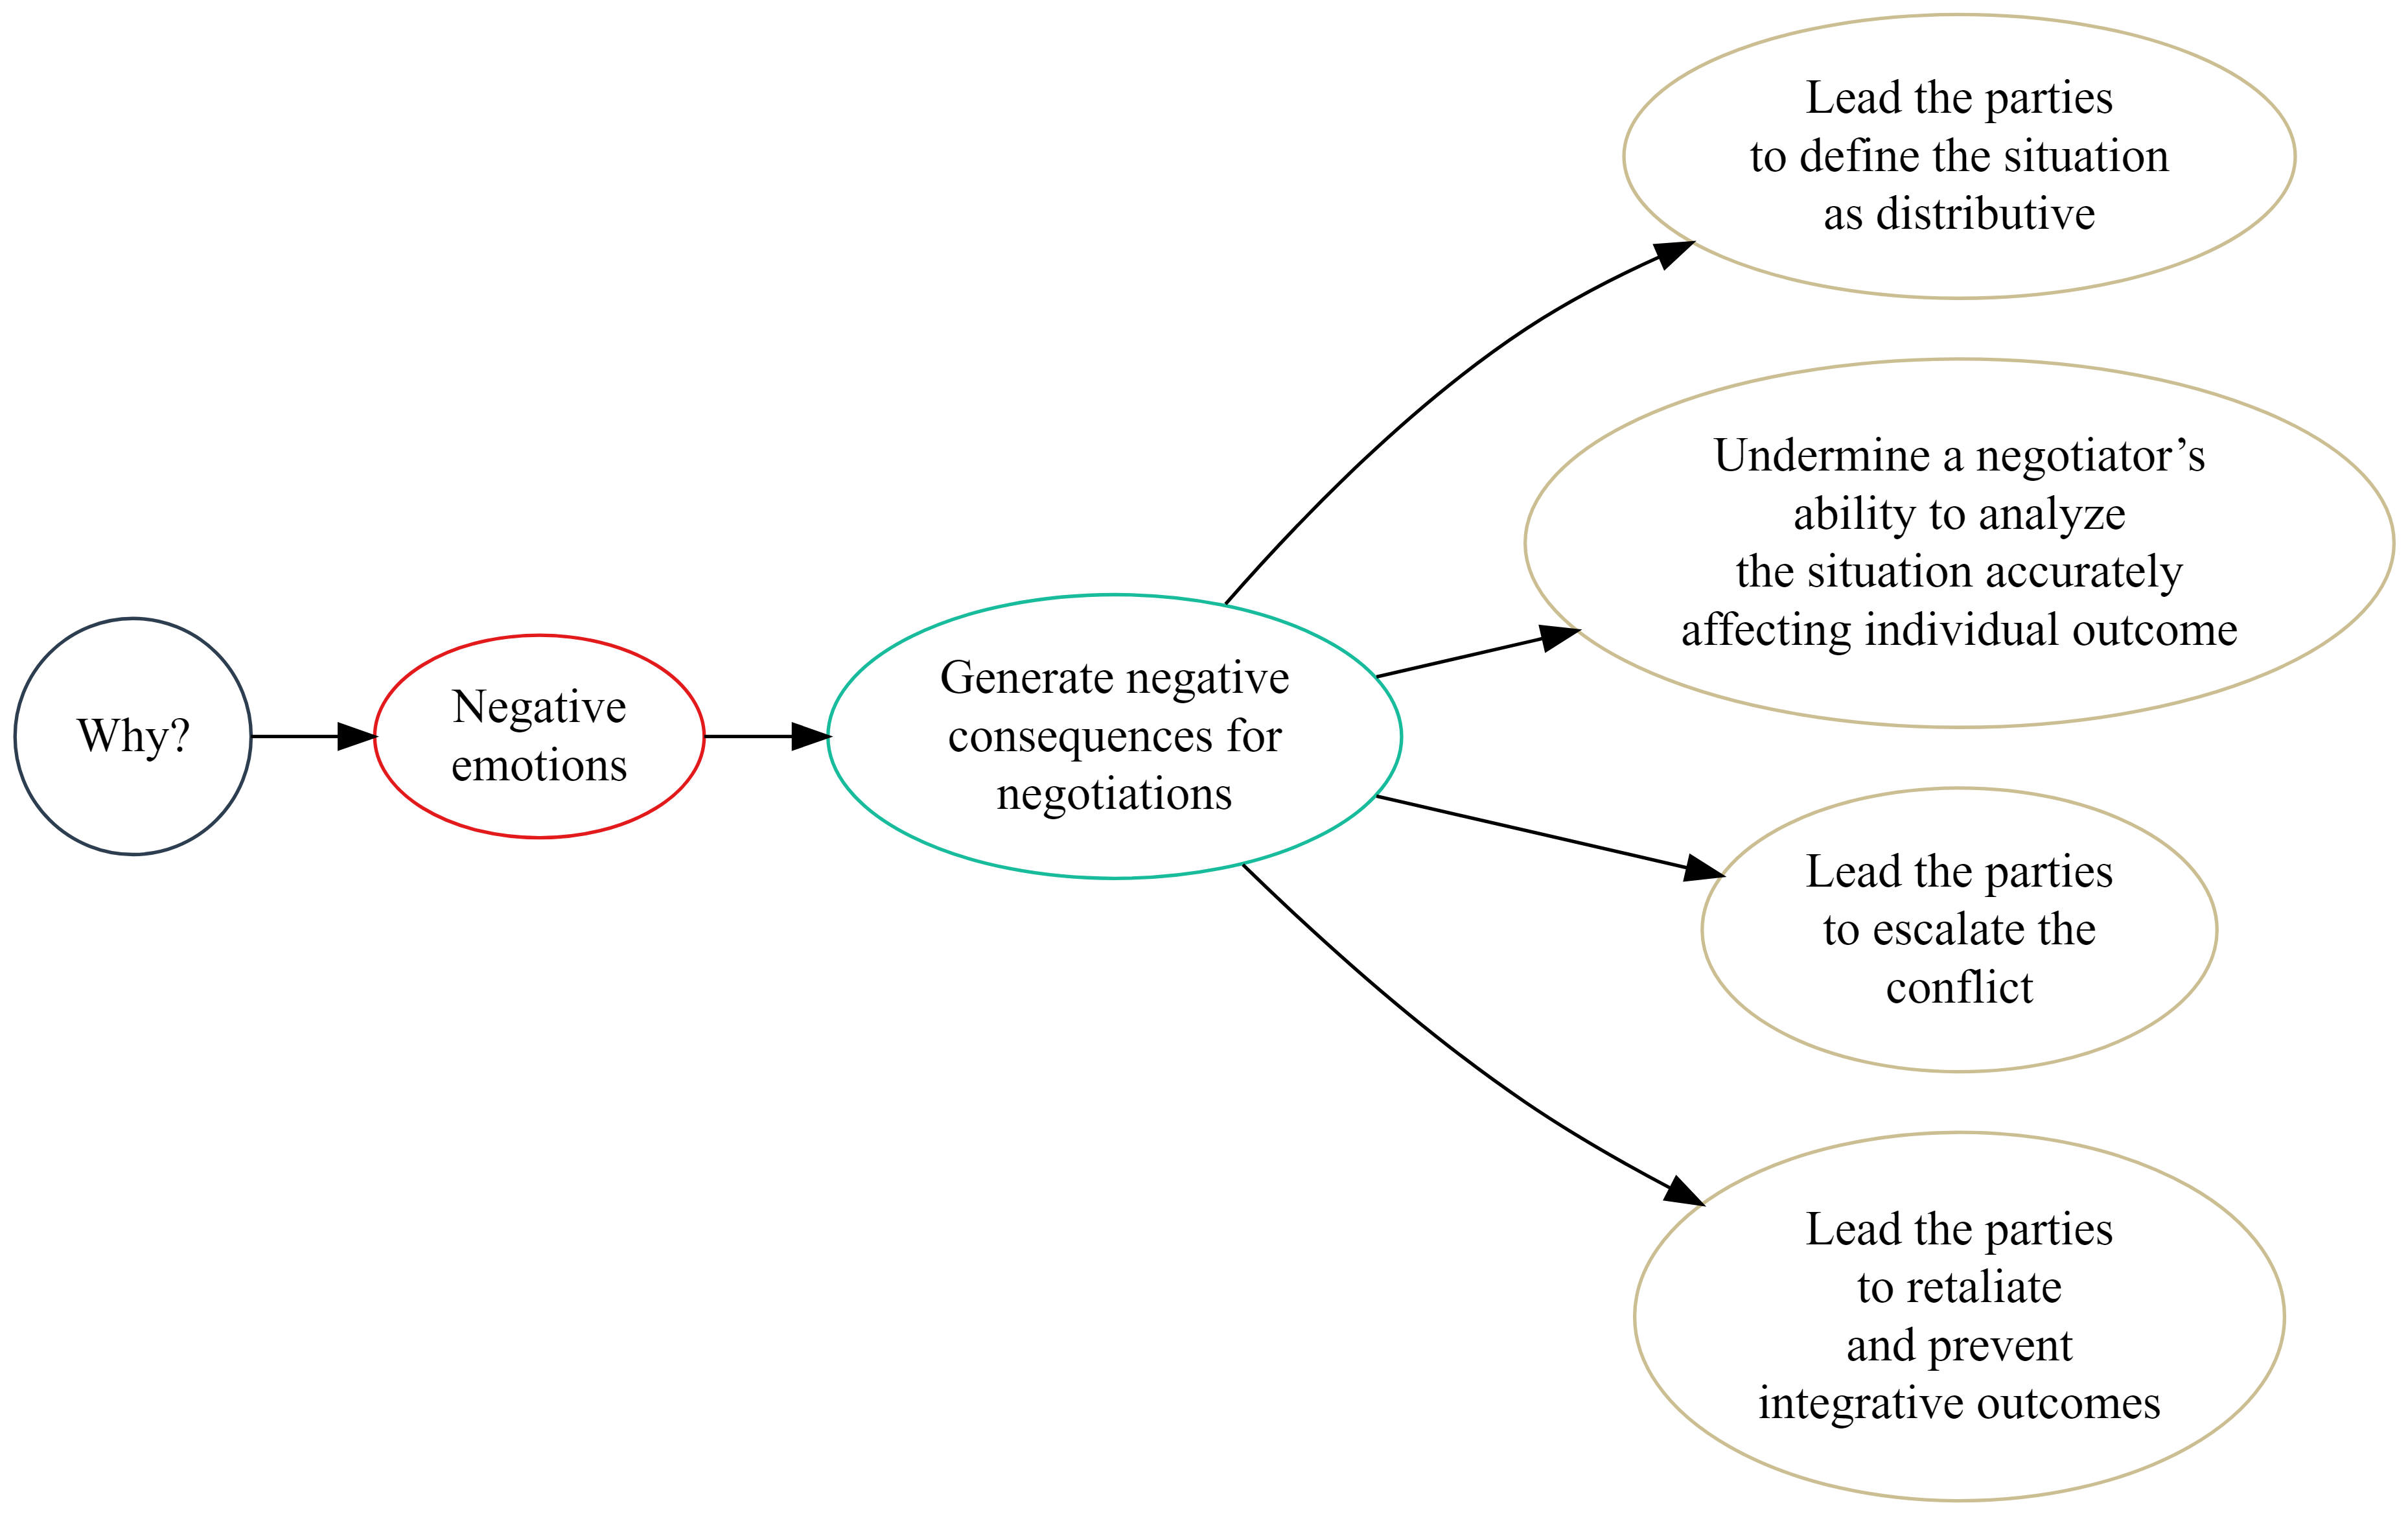 Why?
Negative
emotions
Generate negative
consequences for
negotiations
Lead the parties
to define the situation
as distributive
Undermine a negotiator’s
ability to analyze
the situation accurately
affecting individual outcome
Lead the parties
to escalate the
conflict
Lead the parties
to retaliate
and prevent
integrative outcomes